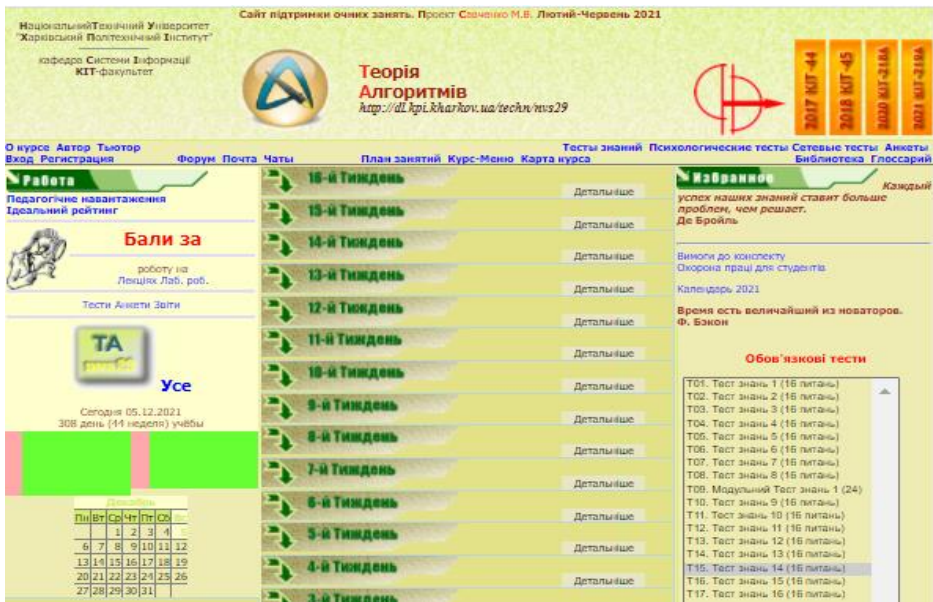 Сайт підтримки очних занять. Проект Слаченко М.В. Лютий-Червень 2021
НаціональнийТехнічний Університет
"Харківський Політехнічний Інститут"
кафедра Системи Інформації
КІТ-факультет
Теорія
Алгоритмів
http://dl.kpi.kharkov.ua/techn/nvs29
2017 КІТ-44
2018 КІТ-45
2020 КІТ-218А
2021 КІТ-219А
О курсе Автор Тьютор
Тесты знаний Психологические тесты Сетевые тесты Анкеты
Вход Регистрация Форум Почта Чаты План занятий Курс-Меню Карта курса Библиотека Глоссарий
Работа
Педагогічне навантаження
Ідеальний рейтинг
Бали за
роботу на
Лекціях Лаб. роб.
Тести Анкети Звіти
ТА
Усе
Сегодня 05.12.2021
308 день (44 неделя) учёбы
Декабрь
Пн Вт Ср Чт Пт Сб Вс
1 2 3 4
6 7 8 9 10 11 12
13 14 15 16 17 18 19
20 21 22 23 24 25 26
27 28 29 30 31
16-й Тиждень
Детальніше
15-й Тиждень
Детальніше
14-й Тиждень
Детальніше
13-й Тиждень
Детальніше
12-й Тиждень
Детальніше
11-й Тиждень
Детальніше
10-й Тиждень
Детальніше
9-й Тиждень
Детальніше
8-й Тиждень
Детальніше
7-й Тиждень
Детальніше
6-й Тиждень
Детальніше
5-й Тиждень
Детальніше
4-й Тиждень
Детальніше
3-й Тиждень
Избранное
Каждый
успех наших знаний ставит больше
проблем, чем решает.
Де Бройль
Вимоги до конспекту
Охорона праці для студентів
Календарь 2021
Время есть величайший из новаторов.
Ф. Бэкон
Обов'язкові тести
Т01. Тест знань 1 (16 питань)
Т02. Тест знань 2 (16 питань)
Т03. Тест знань 3 (16 питань)
Т04. Тест знань 4 (16 питань)
Т05. Тест знань 5 (16 питань)
Т06. Тест знань 6 (16 питань)
Т07. Тест знань 7 (16 питань)
Т08. Тест знань 8 (16 питань)
Т09. Модульний Тест знань 1 (24)
Т10. Тест знань 9 (16 питань)
Т11. Тест знань 10 (16 питань)
Т12. Тест знань 11 (16 питань)
Т13. Тест знань 12 (16 питань)
Т14. Тест знань 13 (16 питань)
Т15. Тест знань 14 (16 питань)
Т16. Тест знань 15 (16 питань)
Т17. Тест знань 16 (16 питань)